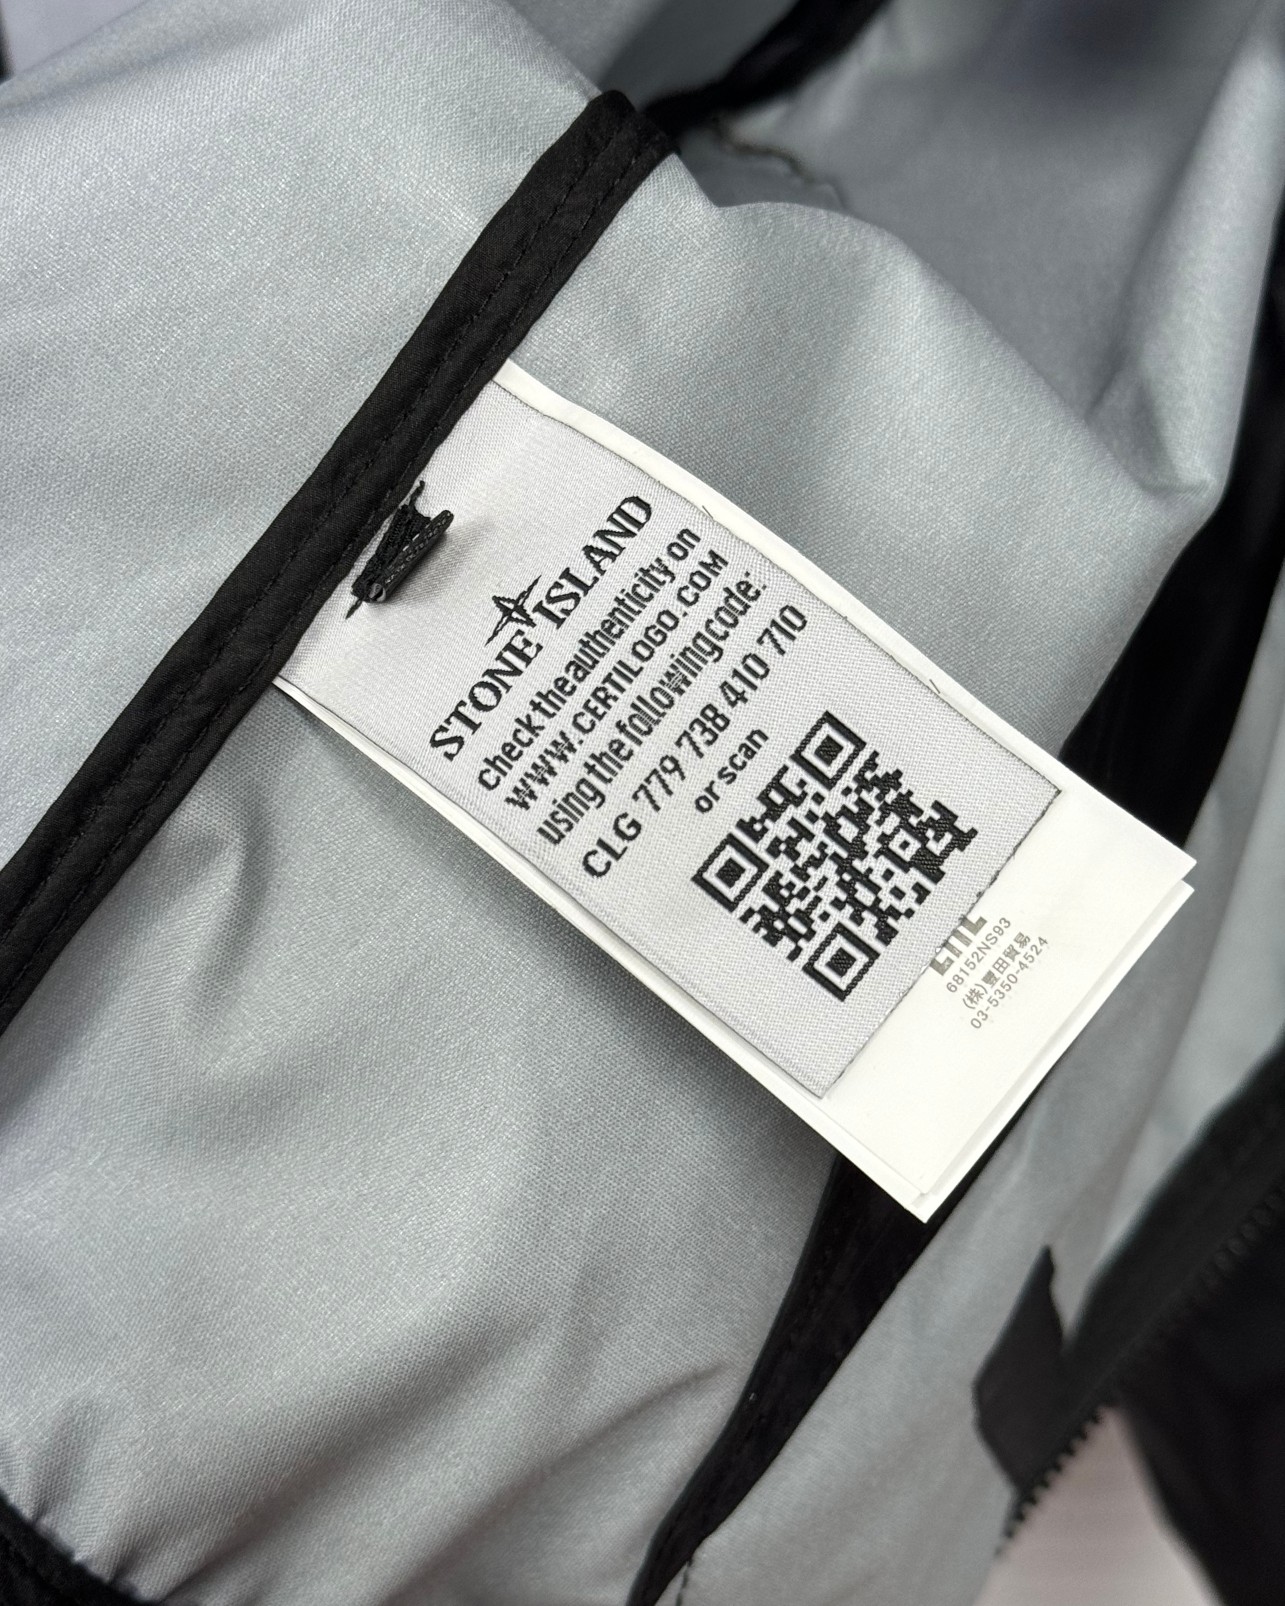 STONE ISLAND
check the authenticity on
WWW.CERTILOGO.COM
using the following code:
CLG 779 738 410 710
or scan
68152NS93
(株)豊田貿易
03-5350-4524